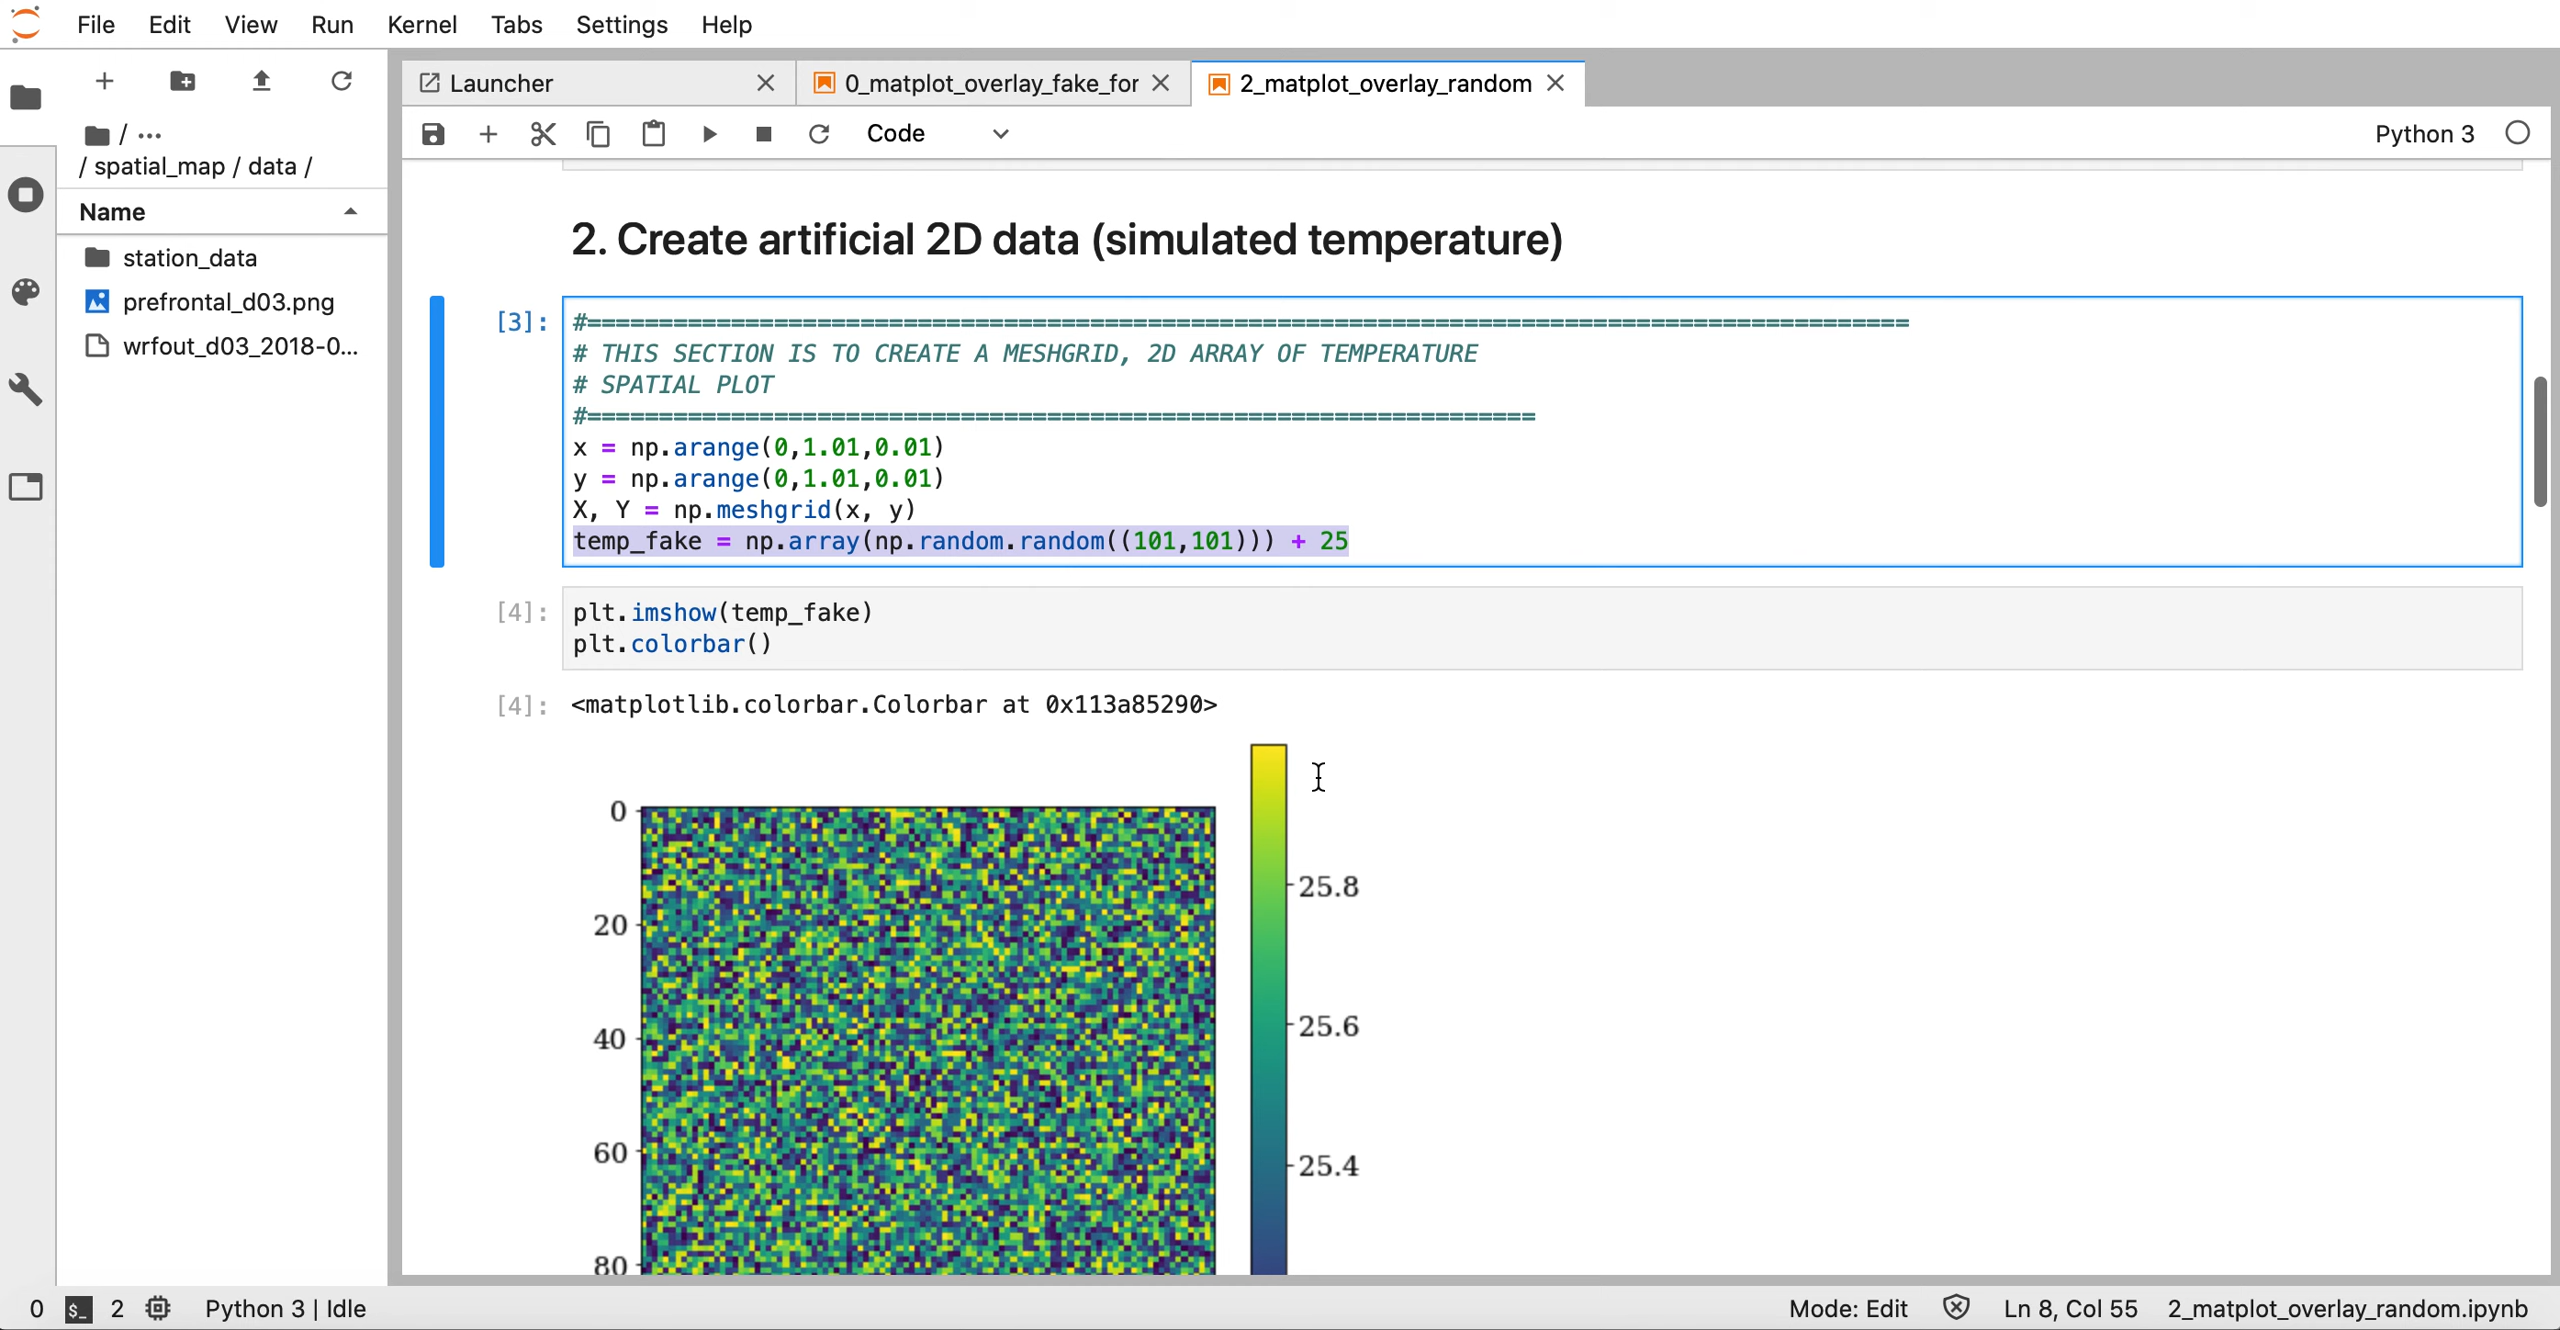 File Edit View Run Kernel Tabs Settings Help
Launcher 0_matplot_overlay_fake_for 2_matplot_overlay_random
Code Python 3
/ ...
/ spatial_map / data /
Name
station_data
prefrontal_d03.png
wrfout_d03_2018-0...
2. Create artificial 2D data (simulated temperature)
[3]: #============================================================================================
# THIS SECTION IS TO CREATE A MESHGRID, 2D ARRAY OF TEMPERATURE
# SPATIAL PLOT
#==================================================================
x = np.arange(0,1.01,0.01)
y = np.arange(0,1.01,0.01)
X, Y = np.meshgrid(x, y)
temp_fake = np.array(np.random.random((101,101))) + 25
[4]: plt.imshow(temp_fake)
plt.colorbar()
[4]: <matplotlib.colorbar.Colorbar at 0x113a85290>
0
20
40
60
80
25.8
25.6
25.4
0 $_ 2 Python 3 | Idle Mode: Edit Ln 8, Col 55 2_matplot_overlay_random.ipynb